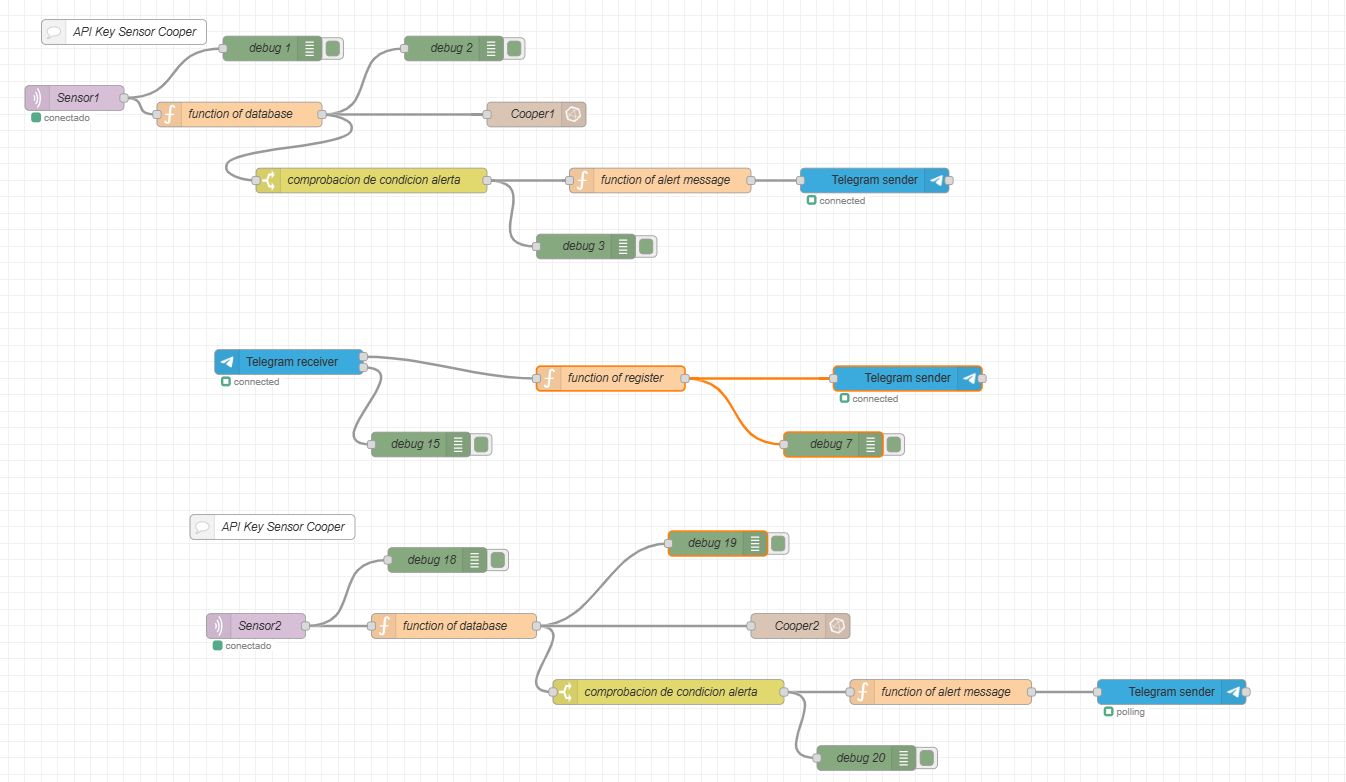 API Key Sensor Cooper
debug 1
debug 2
Sensor1
conectado
function of database
Cooper1
comprobacion de condicion alerta
function of alert message
Telegram sender
connected
debug 3
Telegram receiver
connected
function of register
Telegram sender
connected
debug 15
debug 7
API Key Sensor Cooper
debug 19
debug 18
Sensor2
conectado
function of database
Cooper2
comprobacion de condicion alerta
function of alert message
Telegram sender
polling
debug 20